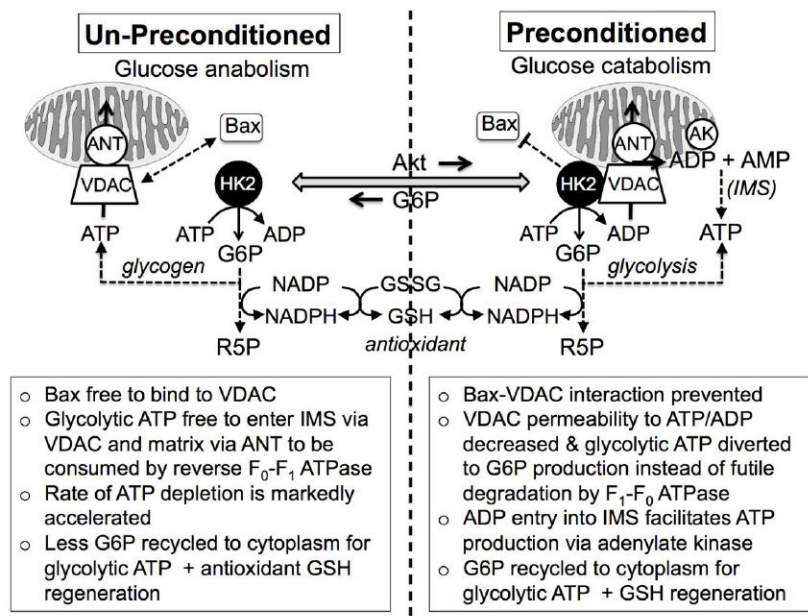 Un-Preconditioned
Glucose anabolism
ANT
VDAC
Bax
HK2
ATP
ATP
ADP
G6P
glycogen
NADP
NADPH
R5P
Akt
G6P
GSSG
GSH
antioxidant
Preconditioned
Glucose catabolism
Bax
ANT
AK
HK2
VDAC
ADP + AMP
(IMS)
ATP
ATP
ADP
G6P
glycolysis
NADP
NADPH
R5P
○ Bax free to bind to VDAC
○ Glycolytic ATP free to enter IMS via
VDAC and matrix via ANT to be
consumed by reverse F₀-F₁ ATPase
○ Rate of ATP depletion is markedly
accelerated
○ Less G6P recycled to cytoplasm for
glycolytic ATP + antioxidant GSH
regeneration
○ Bax-VDAC interaction prevented
○ VDAC permeability to ATP/ADP
decreased & glycolytic ATP diverted
to G6P production instead of futile
degradation by F₁-F₀ ATPase
○ ADP entry into IMS facilitates ATP
production via adenylate kinase
○ G6P recycled to cytoplasm for
glycolytic ATP + GSH regeneration